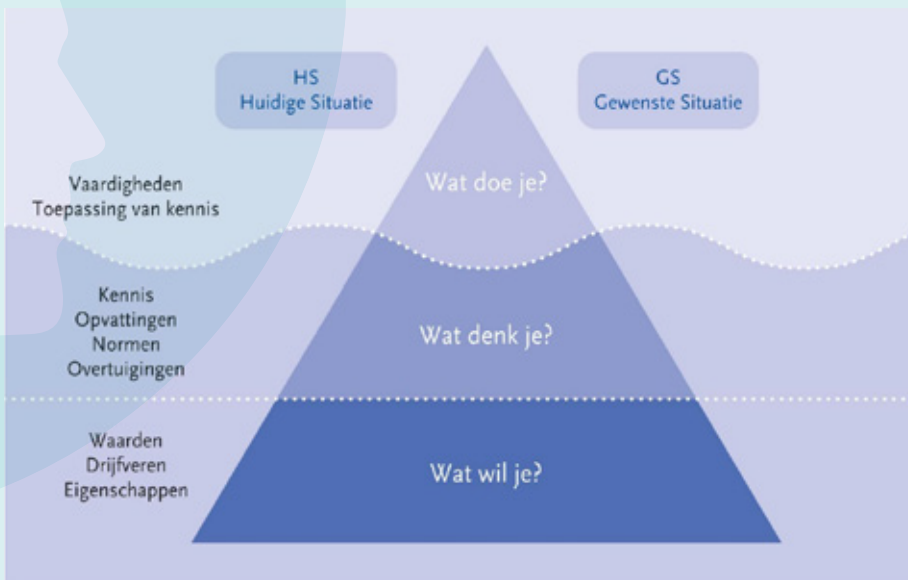 HS
Huidige Situatie
GS
Gewenste Situatie
Vaardigheden
Toepassing van kennis
Wat doe je?
Kennis
Opvattingen
Normen
Overtuigingen
Wat denk je?
Waarden
Drijfveren
Eigenschappen
Wat wil je?